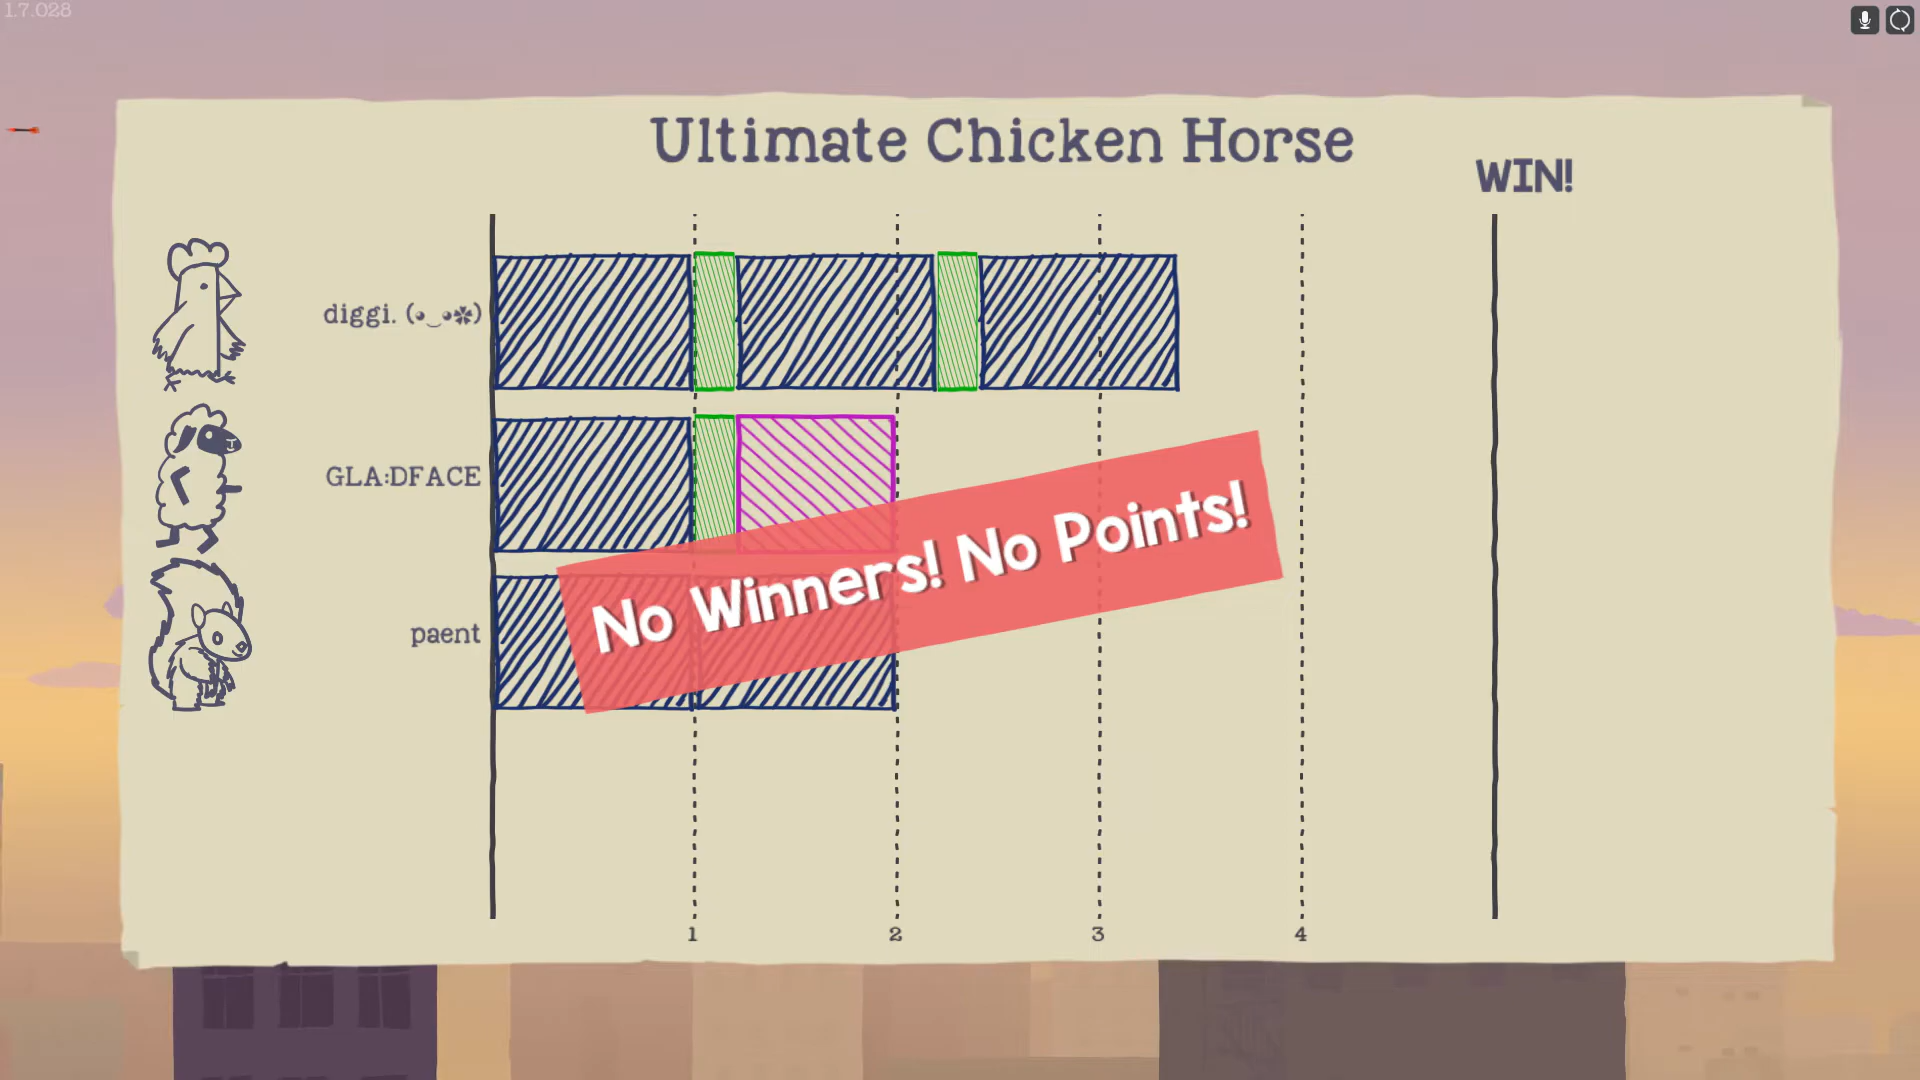 1.7.028
Ultimate Chicken Horse
WIN!
diggi. (◕‿◕✿)
GLA:DFACE
No Winners! No Points!
paent
1 2 3 4